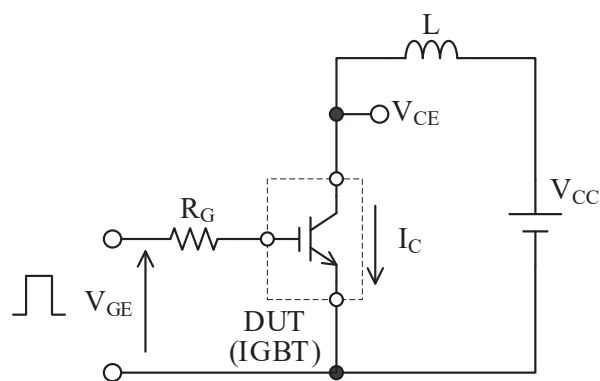 L
V_CE
R_G
V_CC
I_C
V_GE
DUT
(IGBT)